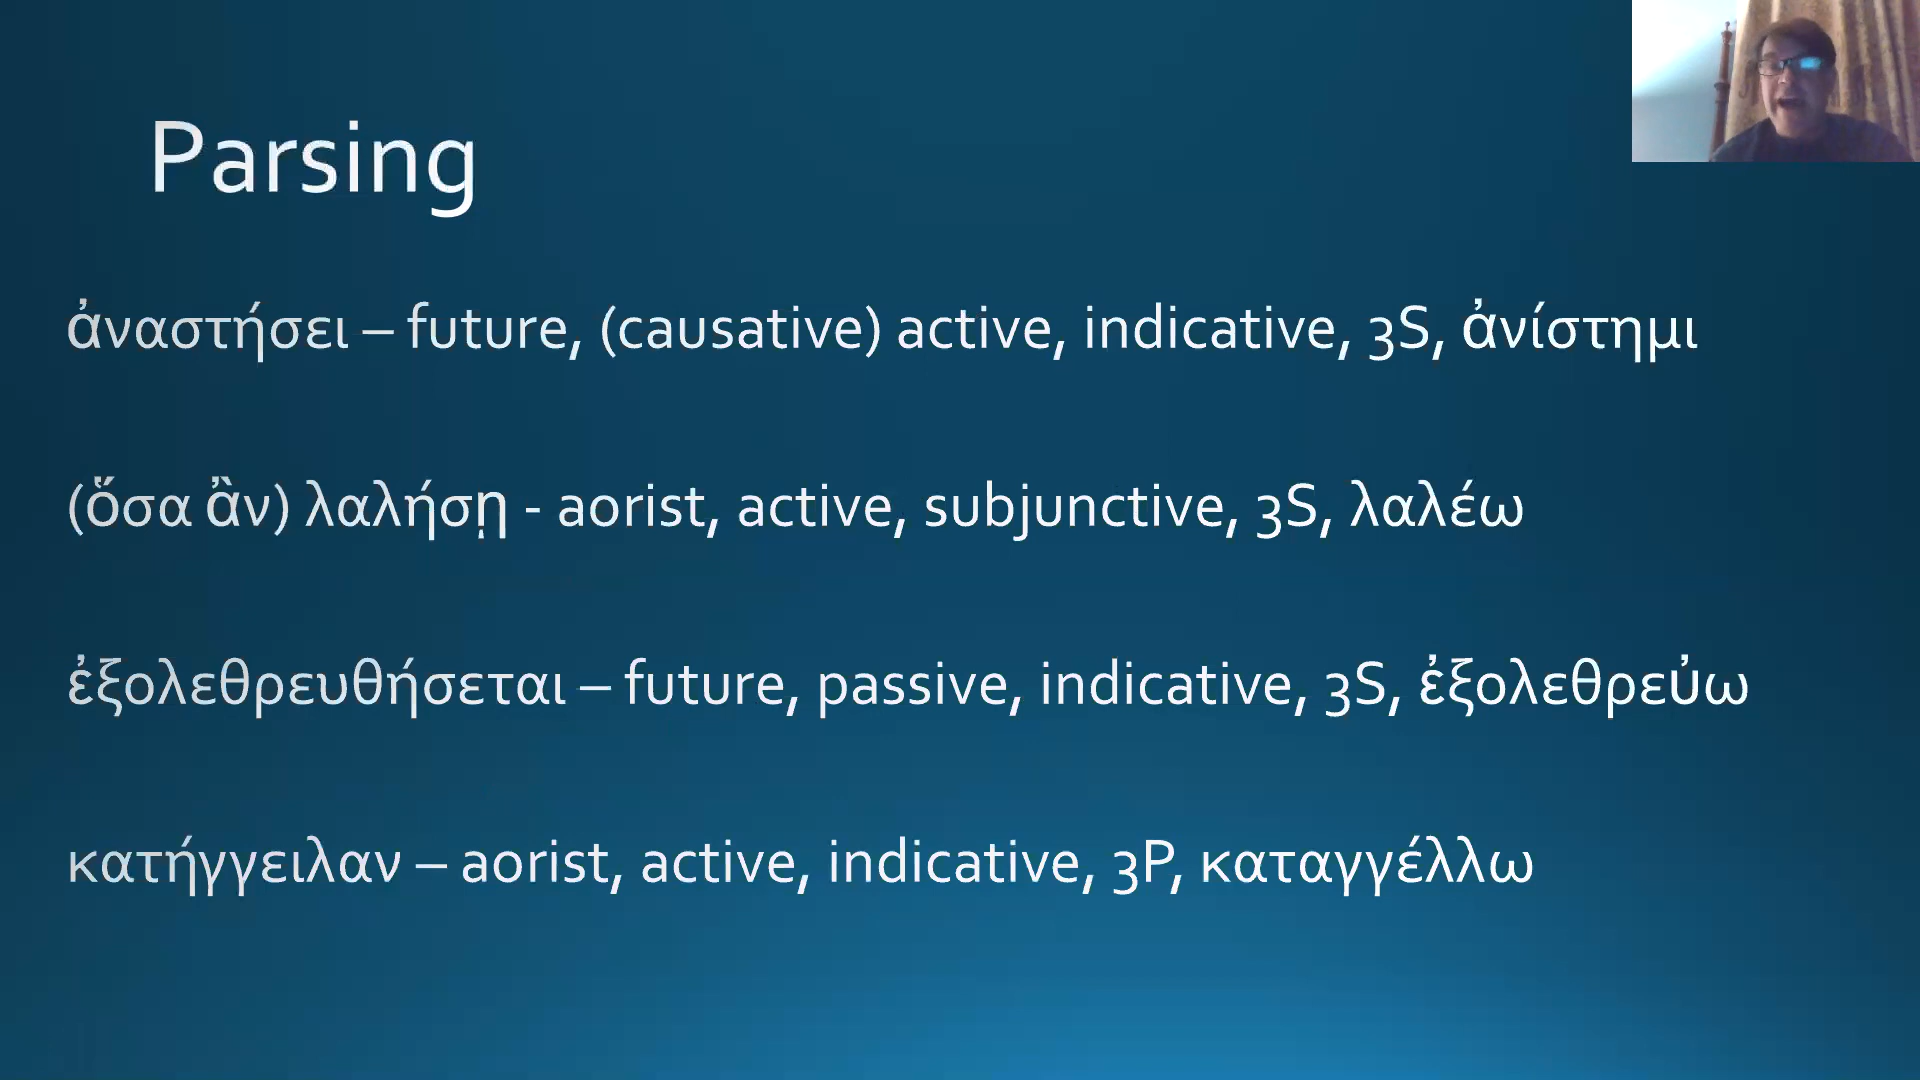 Parsing
ἀναστήσει – future, (causative) active, indicative, 3S, ἀνίστημι
(ὅσα ἂν) λαλήσῃ - aorist, active, subjunctive, 3S, λαλέω
ἐξολεθρευθήσεται – future, passive, indicative, 3S, ἐξολεθρεὐω
κατήγγειλαν – aorist, active, indicative, 3P, καταγγέλλω